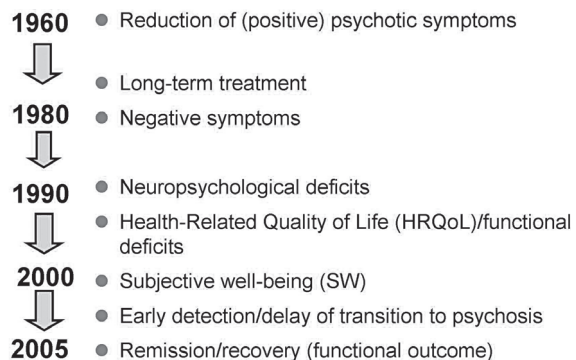 1960
Reduction of (positive) psychotic symptoms
Long-term treatment
1980
Negative symptoms
1990
Neuropsychological deficits
Health-Related Quality of Life (HRQoL)/functional
deficits
2000
Subjective well-being (SW)
Early detection/delay of transition to psychosis
2005
Remission/recovery (functional outcome)